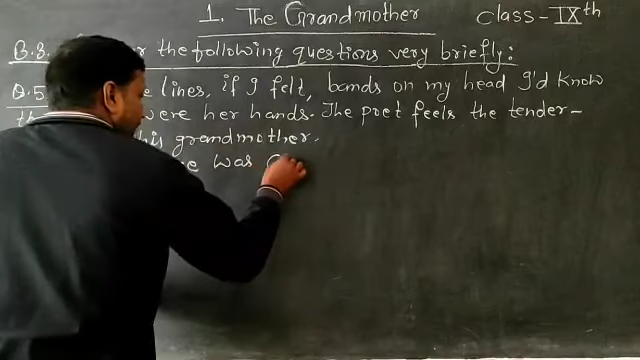 1. The Grandmother Class-IXth
B.3. the following questions very briefly:
Q.5 lines, if I felt, bands on my head I'd know
were her hands. The poet feels the tender-
his grandmother.
was